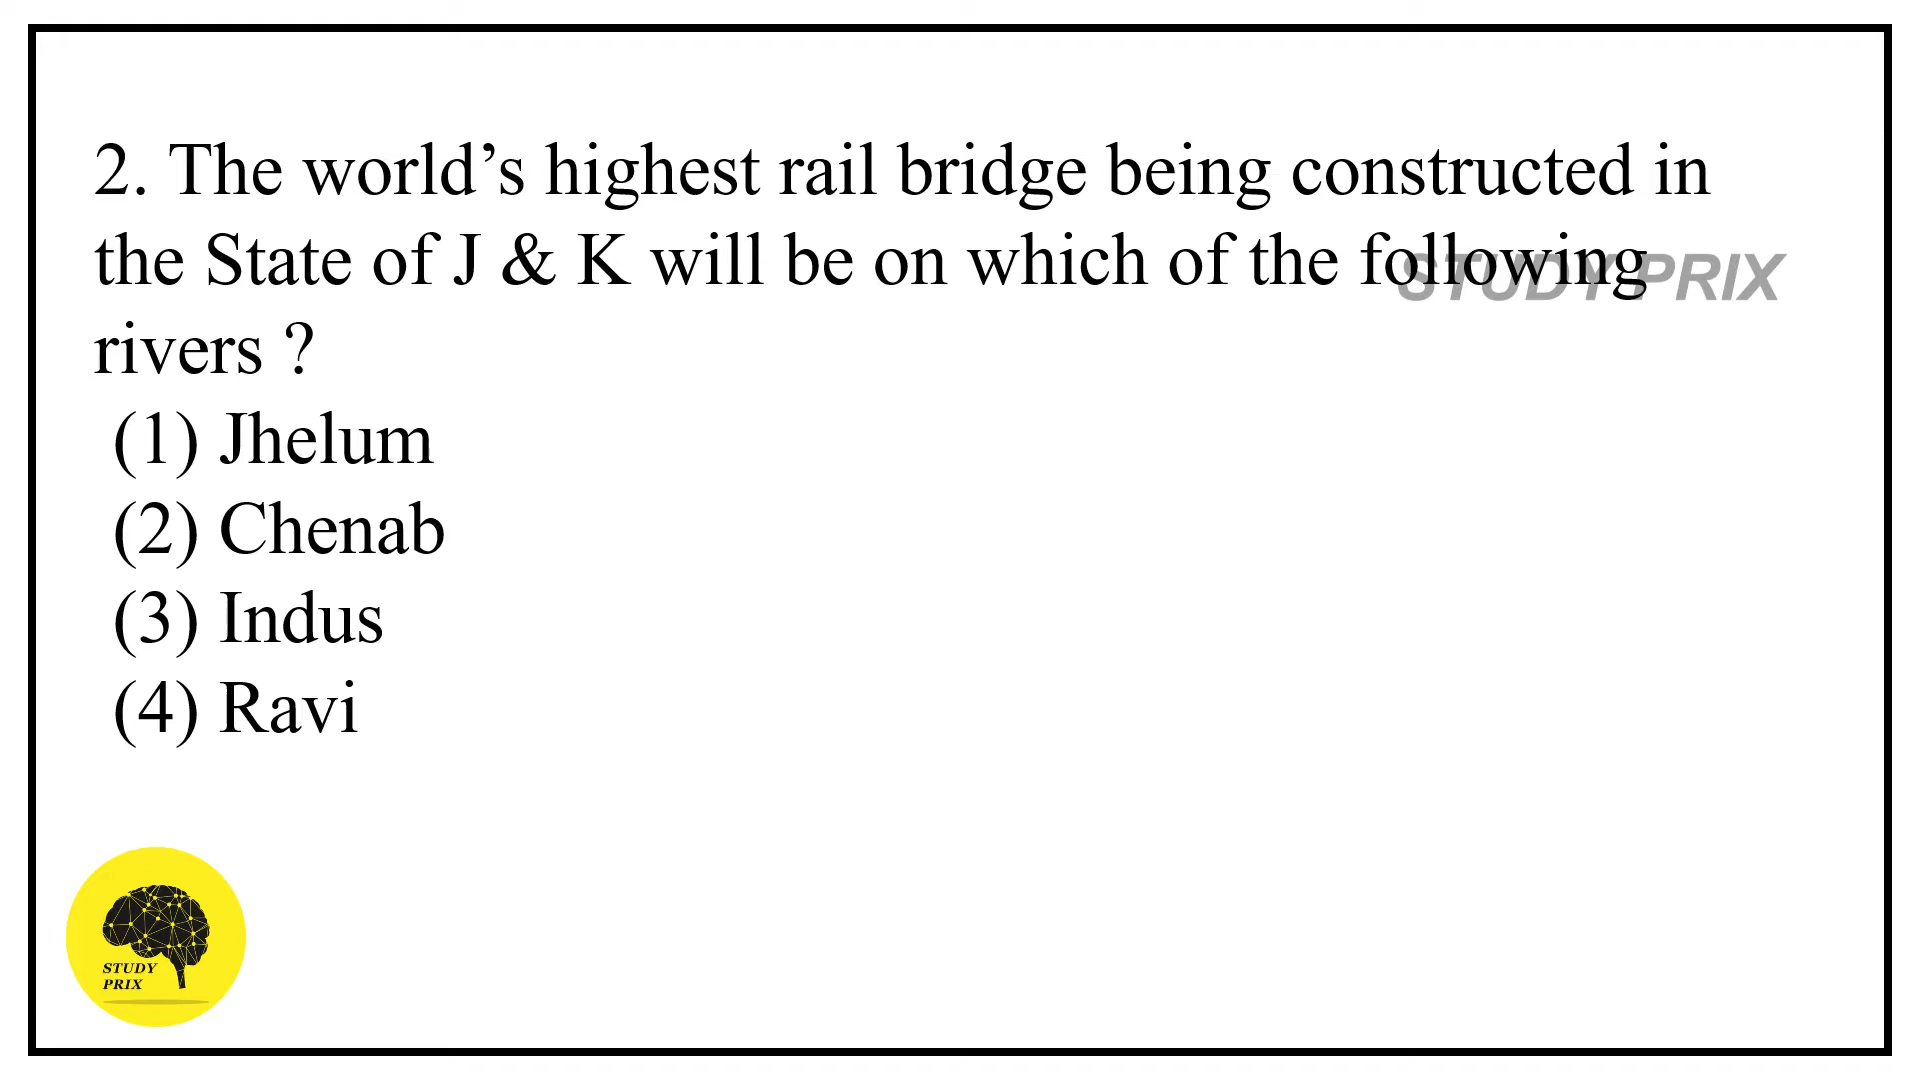 2. The world’s highest rail bridge being constructed in
the State of J & K will be on which of the following
STUDY PRIX
rivers ?
(1) Jhelum
(2) Chenab
(3) Indus
(4) Ravi
STUDY
PRIX